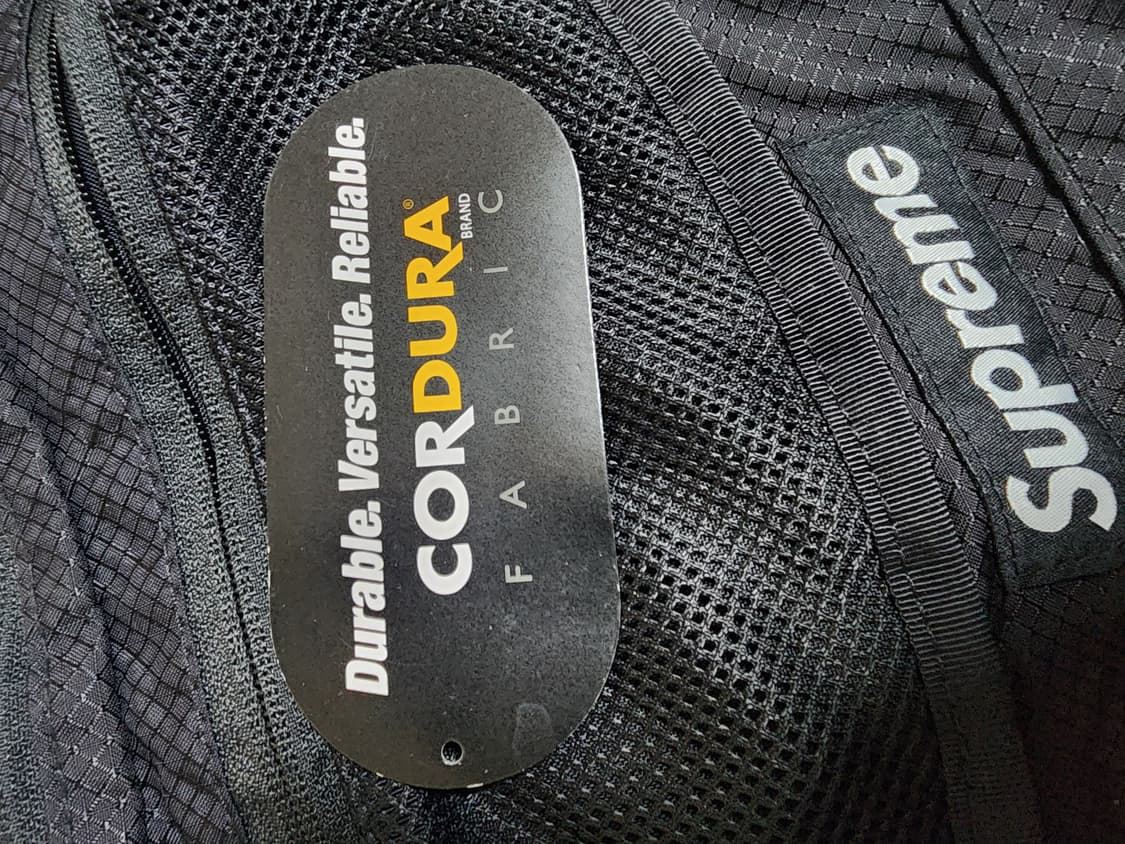 Durable. Versatile. Reliable.
CORDURA®
BRAND
FABRIC
Supreme